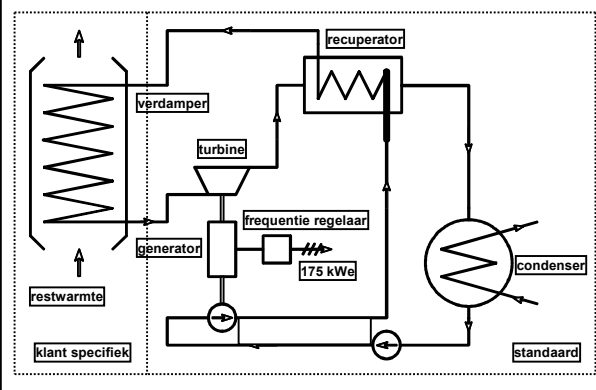 recuperator
verdamper
turbine
frequentie regelaar
generator
175 kWe
condenser
restwarmte
klant specifiek
standaard